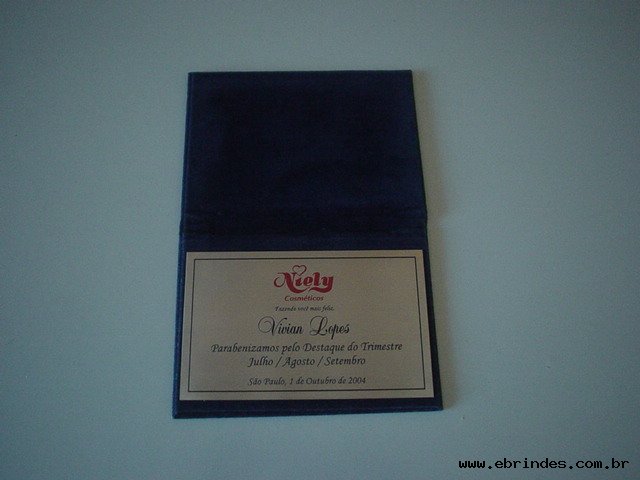 Niely
Cosméticos
Fazendo você mais feliz.
Vivian Lopes
Parabenizamos pelo Destaque do Trimestre
Julho / Agosto / Setembro
São Paulo, 1 de Outubro de 2004
www.ebrindes.com.br